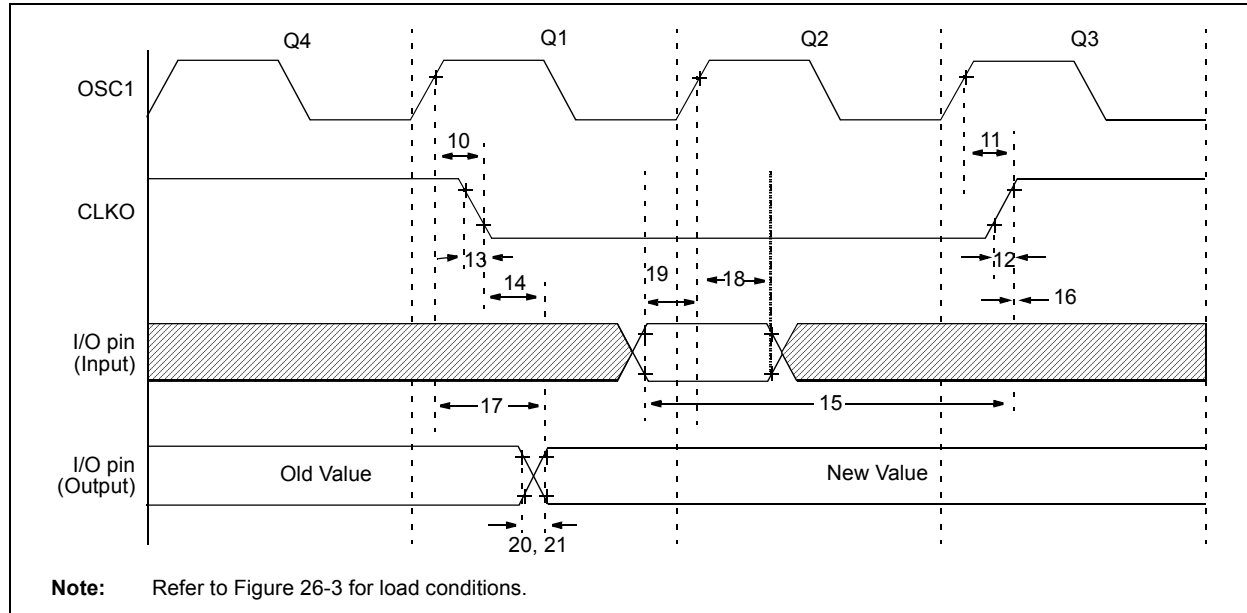 Q4
Q1
Q2
Q3
OSC1
10
11
CLKO
13
14
19
18
12
16
I/O pin
(Input)
17
15
I/O pin
(Output)
Old Value
New Value
20, 21
Note: Refer to Figure 26-3 for load conditions.